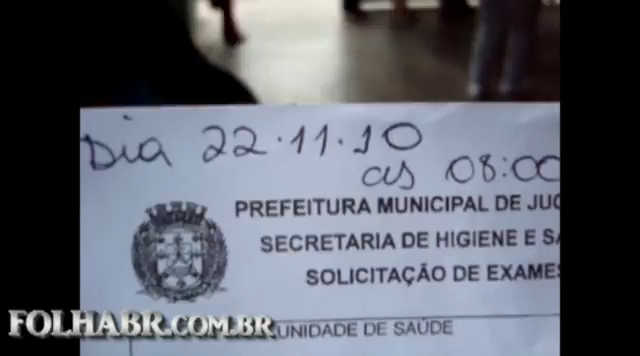 Dia 22.11.10
as 08:00
PREFEITURA MUNICIPAL DE
SECRETARIA DE HIGIENE E
SOLICITAÇÃO DE EXAMES
UNIDADE DE SAÚDE
FOLHABR.COM.BR